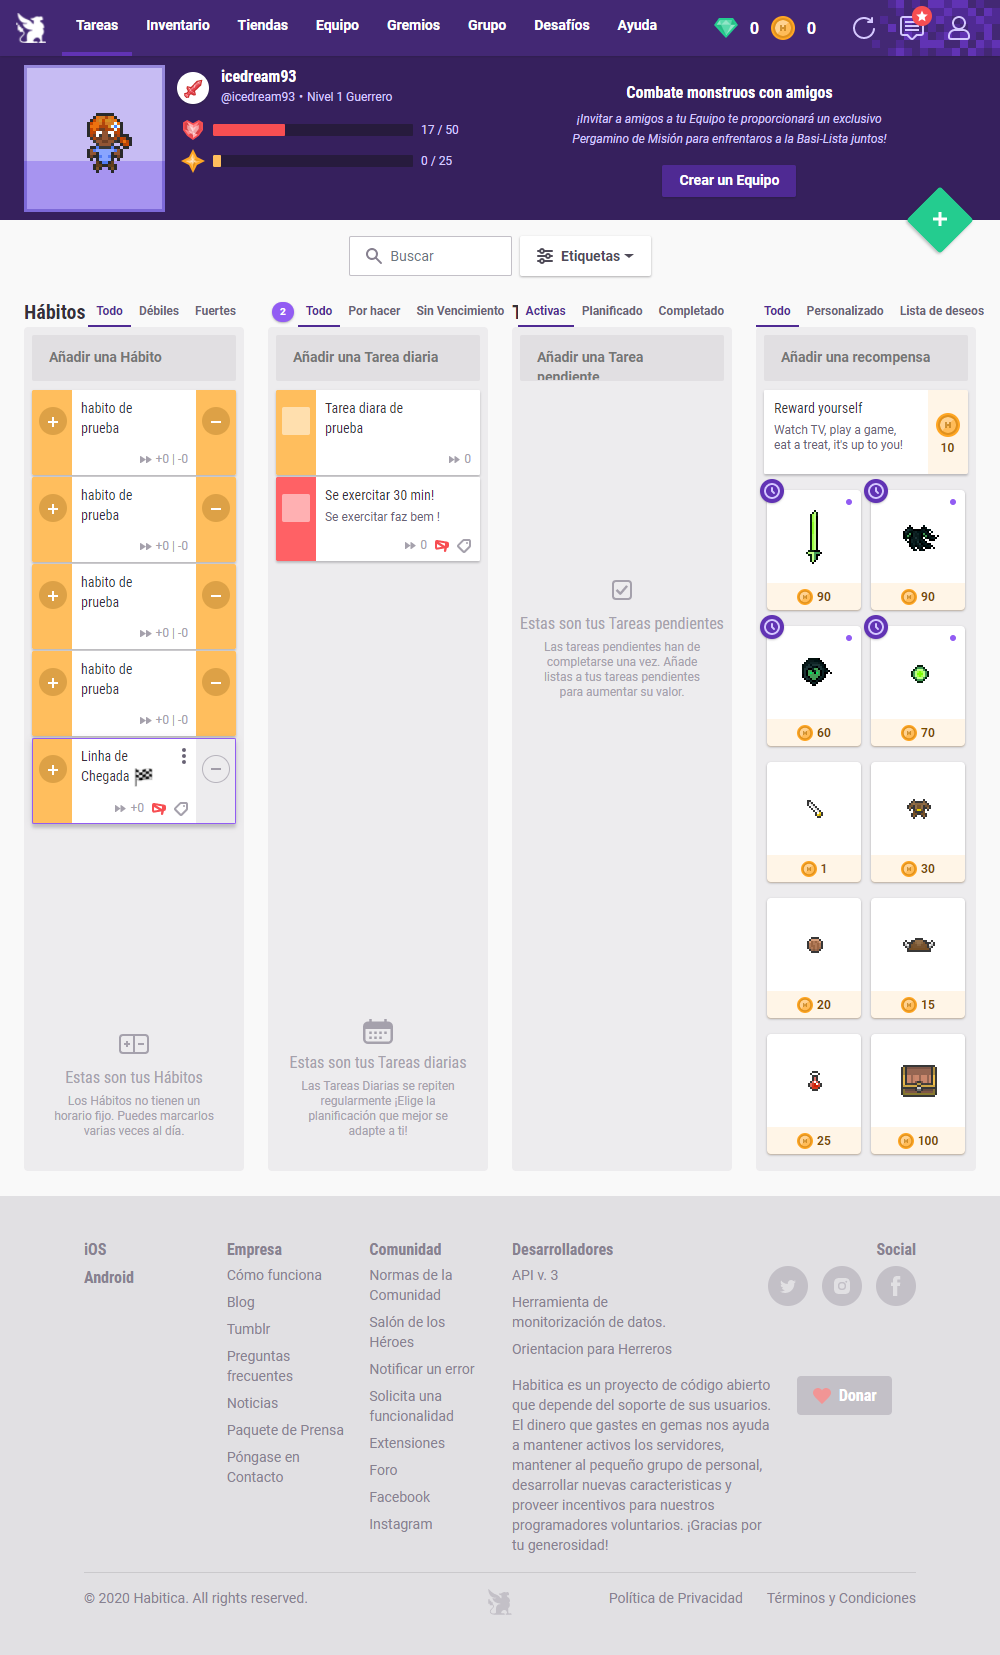 Tareas Inventario Tiendas Equipo Gremios Grupo Desafíos Ayuda 0 0
icedream93
@icedream93 • Nivel 1 Guerrero
17 / 50
0 / 25
Combate monstruos con amigos
¡Invitar a amigos a tu Equipo te proporcionará un exclusivo
Pergamino de Misión para enfrentaros a la Basi-Lista juntos!
Crear un Equipo
Buscar
Etiquetas
Hábitos Todo Débiles Fuertes
Añadir una Hábito
habito de
prueba
+0 | -0
habito de
prueba
+0 | -0
habito de
prueba
+0 | -0
habito de
prueba
+0 | -0
Linha de
Chegada
+0
Estas son tus Hábitos
Los Hábitos no tienen un
horario fijo. Puedes marcarlos
varias veces al día.
2 Todo Por hacer Sin Vencimiento
Añadir una Tarea diaria
Tarea diara de
prueba
0
Se exercitar 30 min!
Se exercitar faz bem !
0
Estas son tus Tareas diarias
Las Tareas Diarias se repiten
regularmente ¡Elige la
planificación que mejor se
adapte a ti!
Activas Planificado Completado
Añadir una Tarea
pendiente
Estas son tus Tareas pendientes
Las tareas pendientes han de
completarse una vez. Añade
listas a tus tareas pendientes
para aumentar su valor.
Todo Personalizado Lista de deseos
Añadir una recompensa
Reward yourself
Watch TV, play a game,
eat a treat, it's up to you!
10
90 90
60 70
1 30
20 15
25 100
iOS
Android
Empresa
Cómo funciona
Blog
Tumblr
Preguntas
frecuentes
Noticias
Paquete de Prensa
Póngase en
Contacto
Comunidad
Normas de la
Comunidad
Salón de los
Héroes
Notificar un error
Solicita una
funcionalidad
Extensiones
Foro
Facebook
Instagram
Desarrolladores
API v. 3
Herramienta de
monitorización de datos.
Orientacion para Herreros
Social
Habitica es un proyecto de código abierto
que depende del soporte de sus usuarios.
El dinero que gastes en gemas nos ayuda
a mantener activos los servidores,
mantener al pequeño grupo de personal,
desarrollar nuevas caracteristicas y
proveer incentivos para nuestros
programadores voluntarios. ¡Gracias por
tu generosidad!
Donar
© 2020 Habitica. All rights reserved.
Política de Privacidad Términos y Condiciones